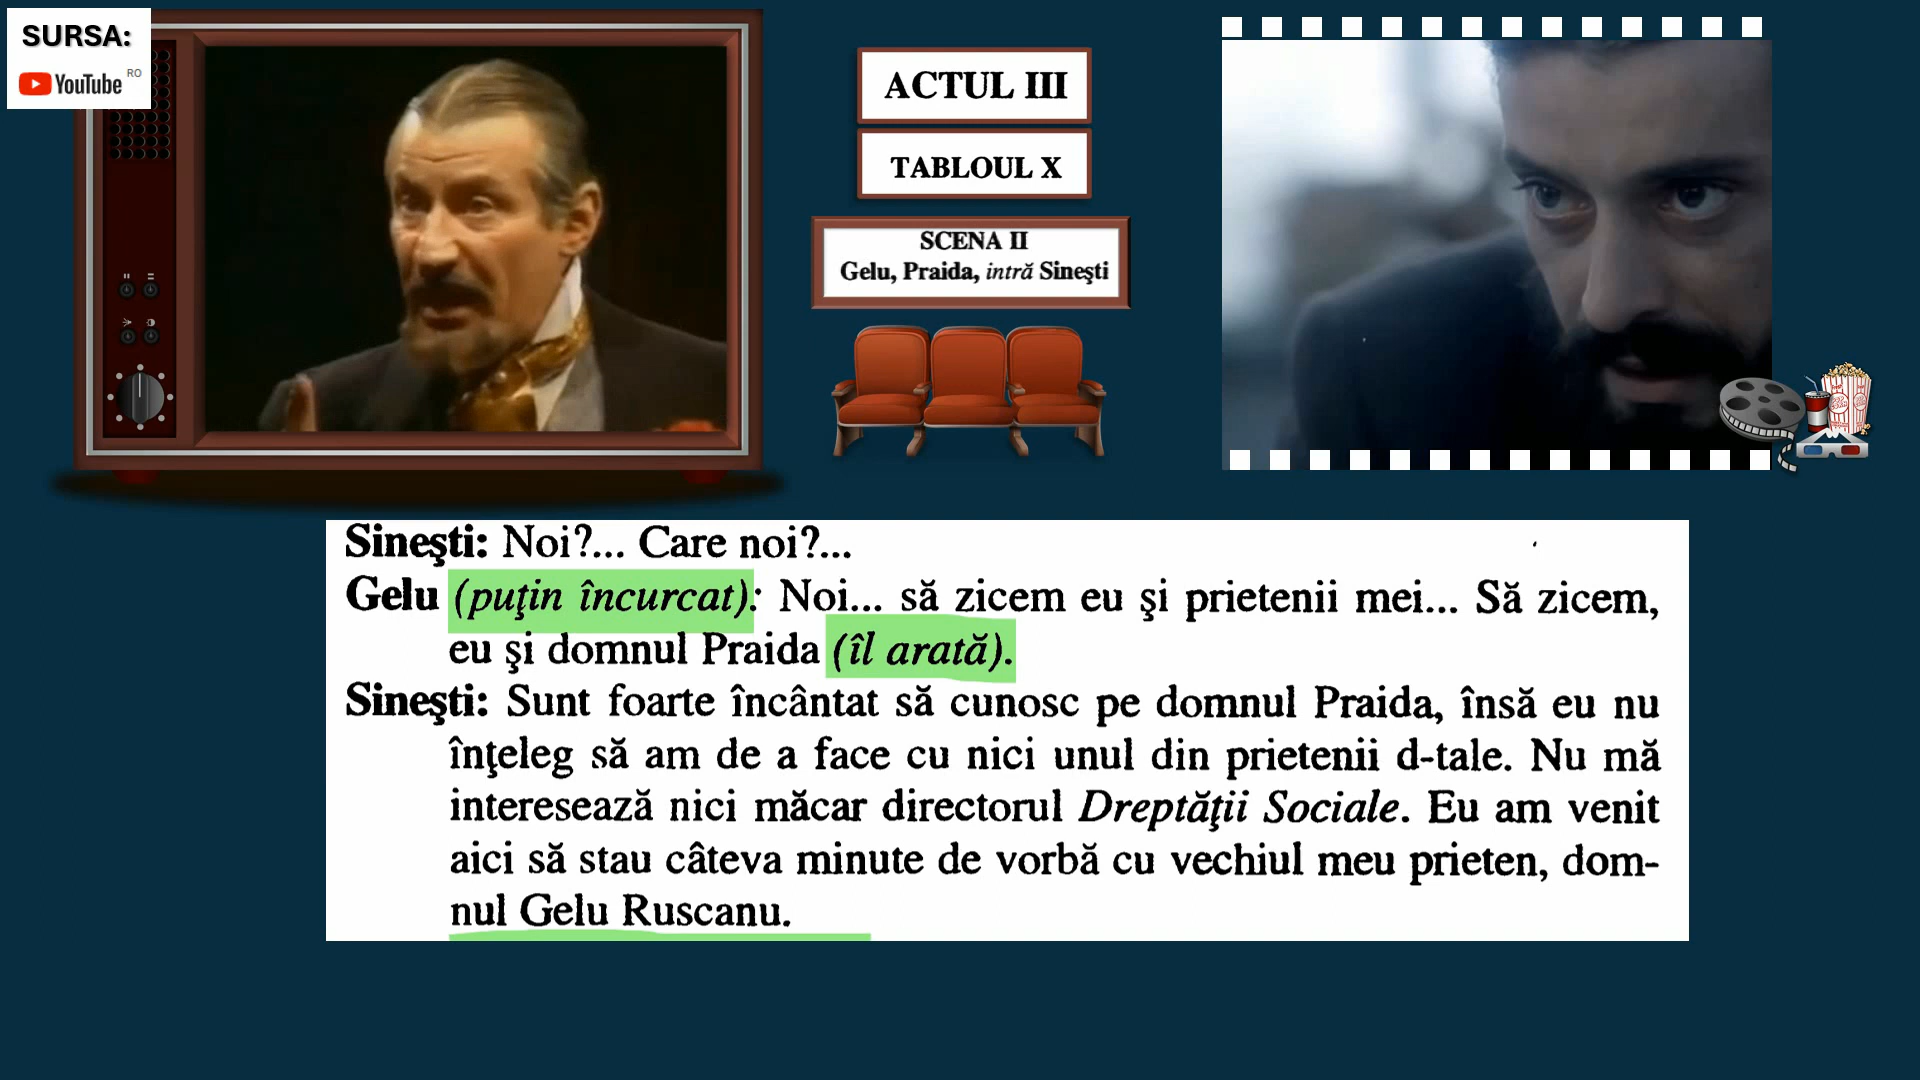 SURSA:
YouTube RO
ACTUL III
TABLOUL X
SCENA II
Gelu, Praida, intră Sineşti
Sineşti: Noi?... Care noi?...
Gelu (puţin încurcat): Noi... să zicem eu şi prietenii mei... Să zicem,
eu şi domnul Praida (îl arată).
Sineşti: Sunt foarte încântat să cunosc pe domnul Praida, însă eu nu
înţeleg să am de a face cu nici unul din prietenii d-tale. Nu mă
interesează nici măcar directorul Dreptăţii Sociale. Eu am venit
aici să stau câteva minute de vorbă cu vechiul meu prieten, dom-
nul Gelu Ruscanu.